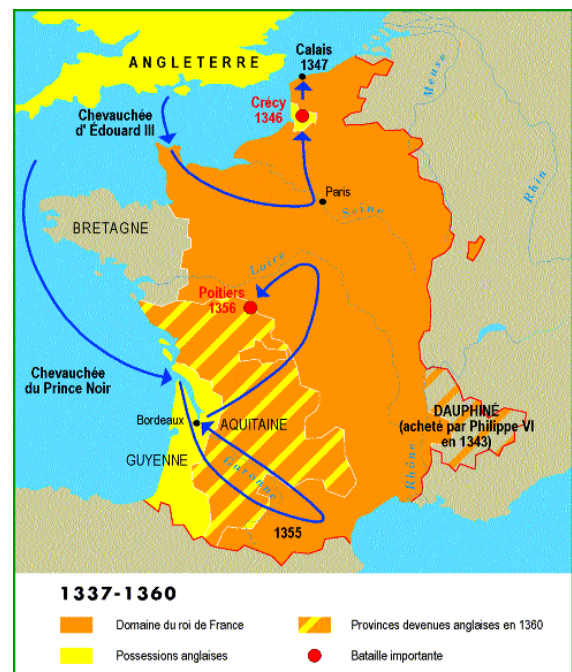 ANGLETERRE
Calais
1347
Crécy
1346
Chevauchée
d' Édouard III
Meuse
Rhin
Paris
Seine
BRETAGNE
Loire
Poitiers
1356
Chevauchée
du Prince Noir
Bordeaux
AQUITAINE
GUYENNE
Garonne
DAUPHINÉ
(acheté par Philippe VI
en 1343)
Rhône
1355
1337-1360
Domaine du roi de France
Provinces devenues anglaises en 1360
Possessions anglaises
Bataille importante